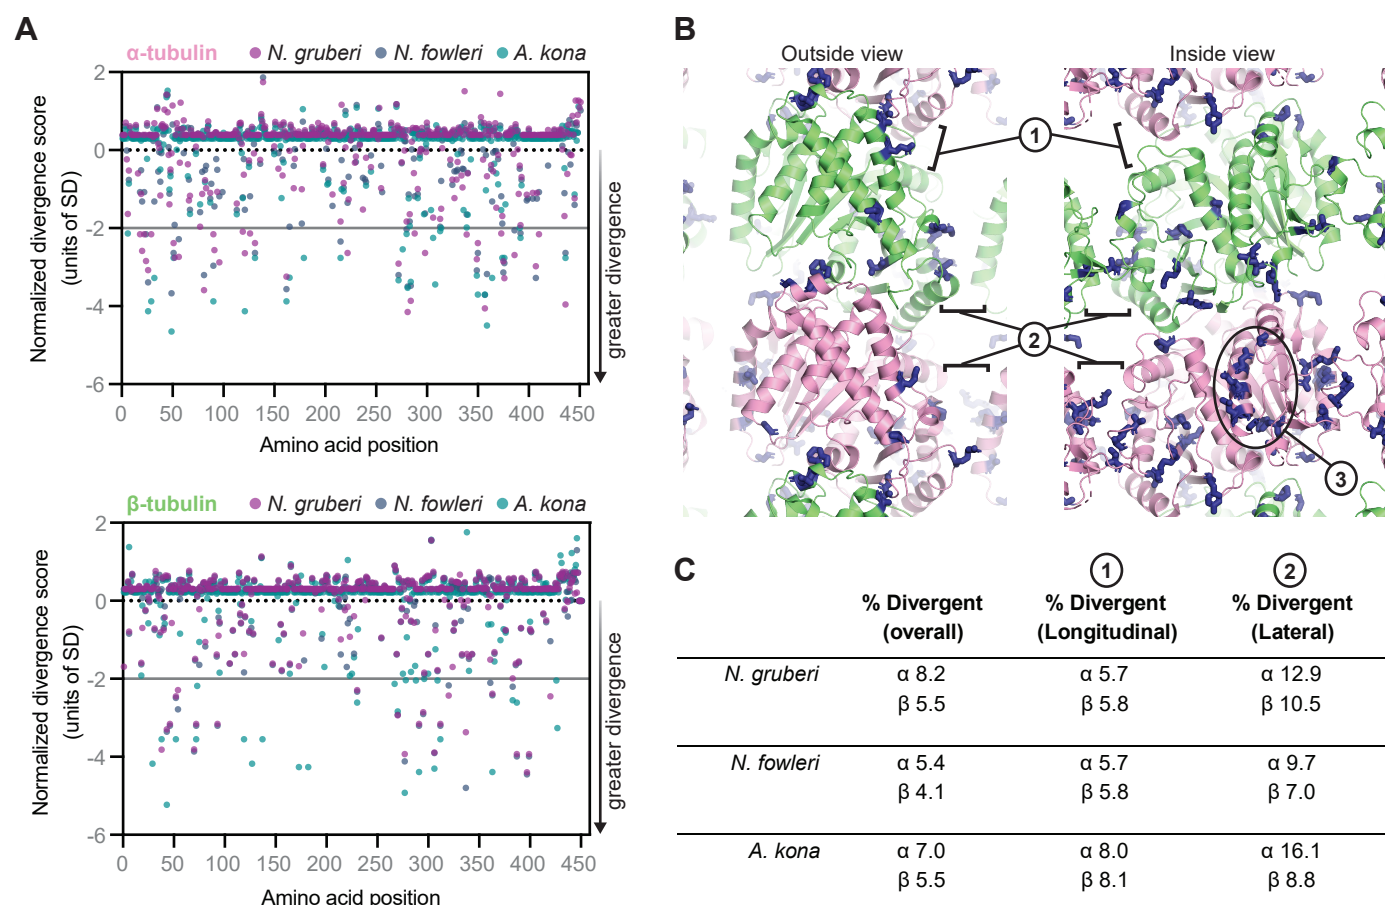 A
α-tubulin N. gruberi N. fowleri A. kona
2
0
-2
-4
-6
Normalized divergence score
(units of SD)
greater divergence
0 50 100 150 200 250 300 350 400 450
Amino acid position
β-tubulin N. gruberi N. fowleri A. kona
2
0
-2
-4
-6
Normalized divergence score
(units of SD)
greater divergence
0 50 100 150 200 250 300 350 400 450
Amino acid position
B
Outside view Inside view
1
2
3
C
1 2
% Divergent % Divergent % Divergent
(overall) (Longitudinal) (Lateral)
N. gruberi α 8.2 α 5.7 α 12.9
β 5.5 β 5.8 β 10.5
N. fowleri α 5.4 α 5.7 α 9.7
β 4.1 β 5.8 β 7.0
A. kona α 7.0 α 8.0 α 16.1
β 5.5 β 8.1 β 8.8